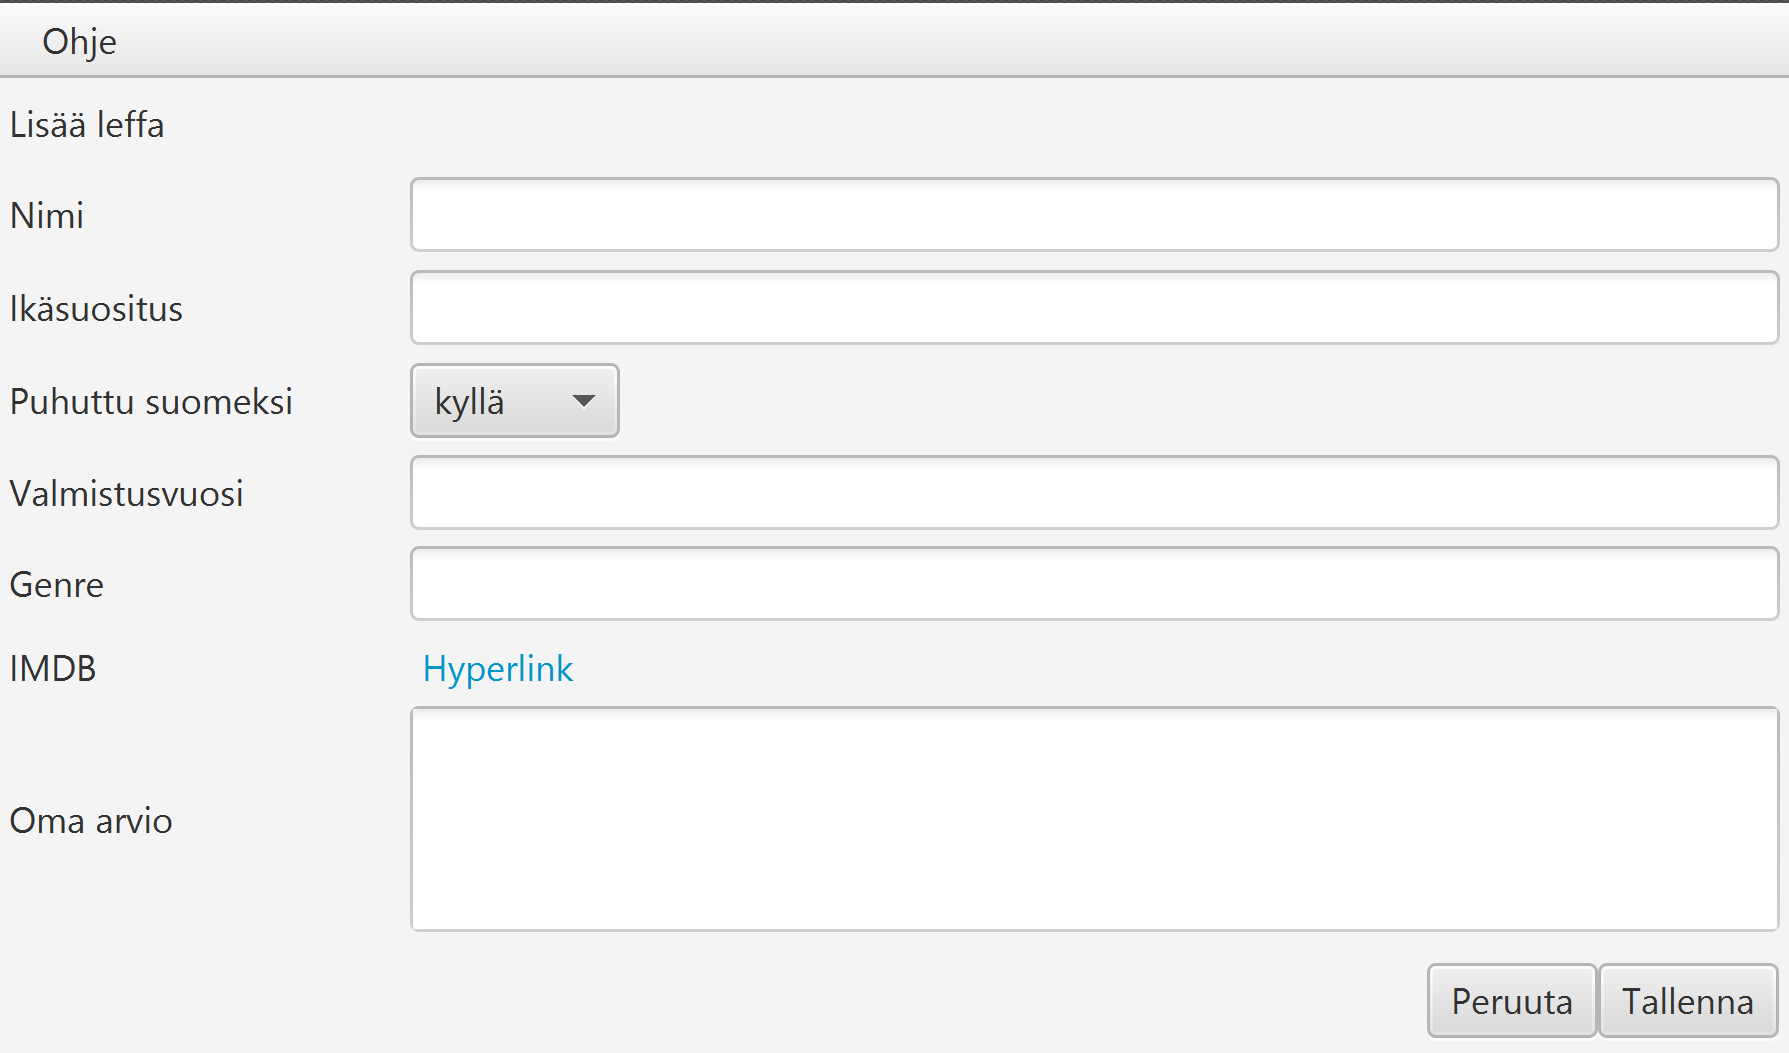 Ohje
Lisää leffa
Nimi
Ikäsuositus
Puhuttu suomeksi kyllä
Valmistusvuosi
Genre
IMDB Hyperlink
Oma arvio
Peruuta Tallenna